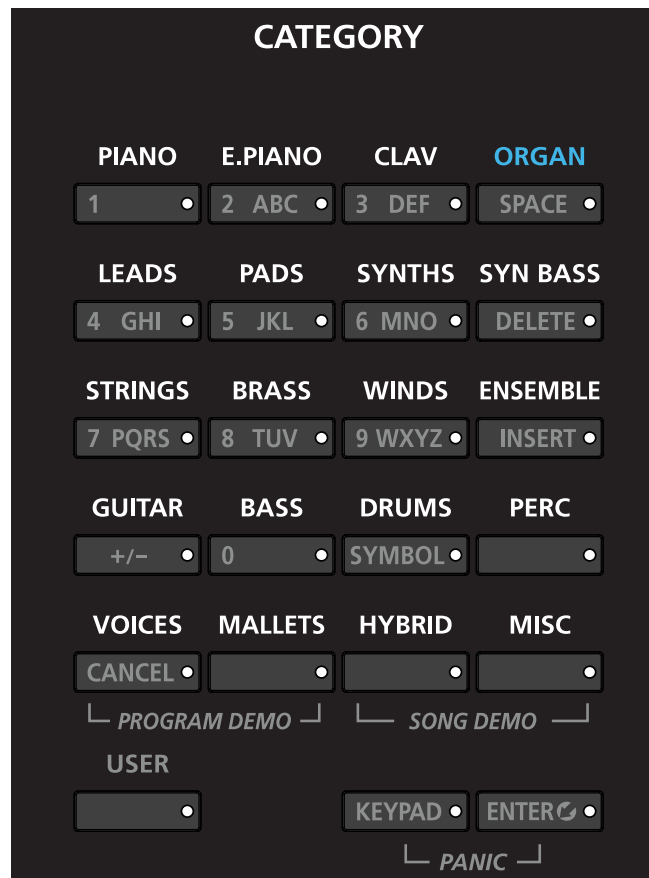 CATEGORY
PIANO E.PIANO CLAV ORGAN
1 2 ABC 3 DEF SPACE
LEADS PADS SYNTHS SYN BASS
4 GHI 5 JKL 6 MNO DELETE
STRINGS BRASS WINDS ENSEMBLE
7 PQRS 8 TUV 9 WXYZ INSERT
GUITAR BASS DRUMS PERC
+/− 0 SYMBOL
VOICES MALLETS HYBRID MISC
CANCEL
PROGRAM DEMO SONG DEMO
USER
KEYPAD ENTER
PANIC